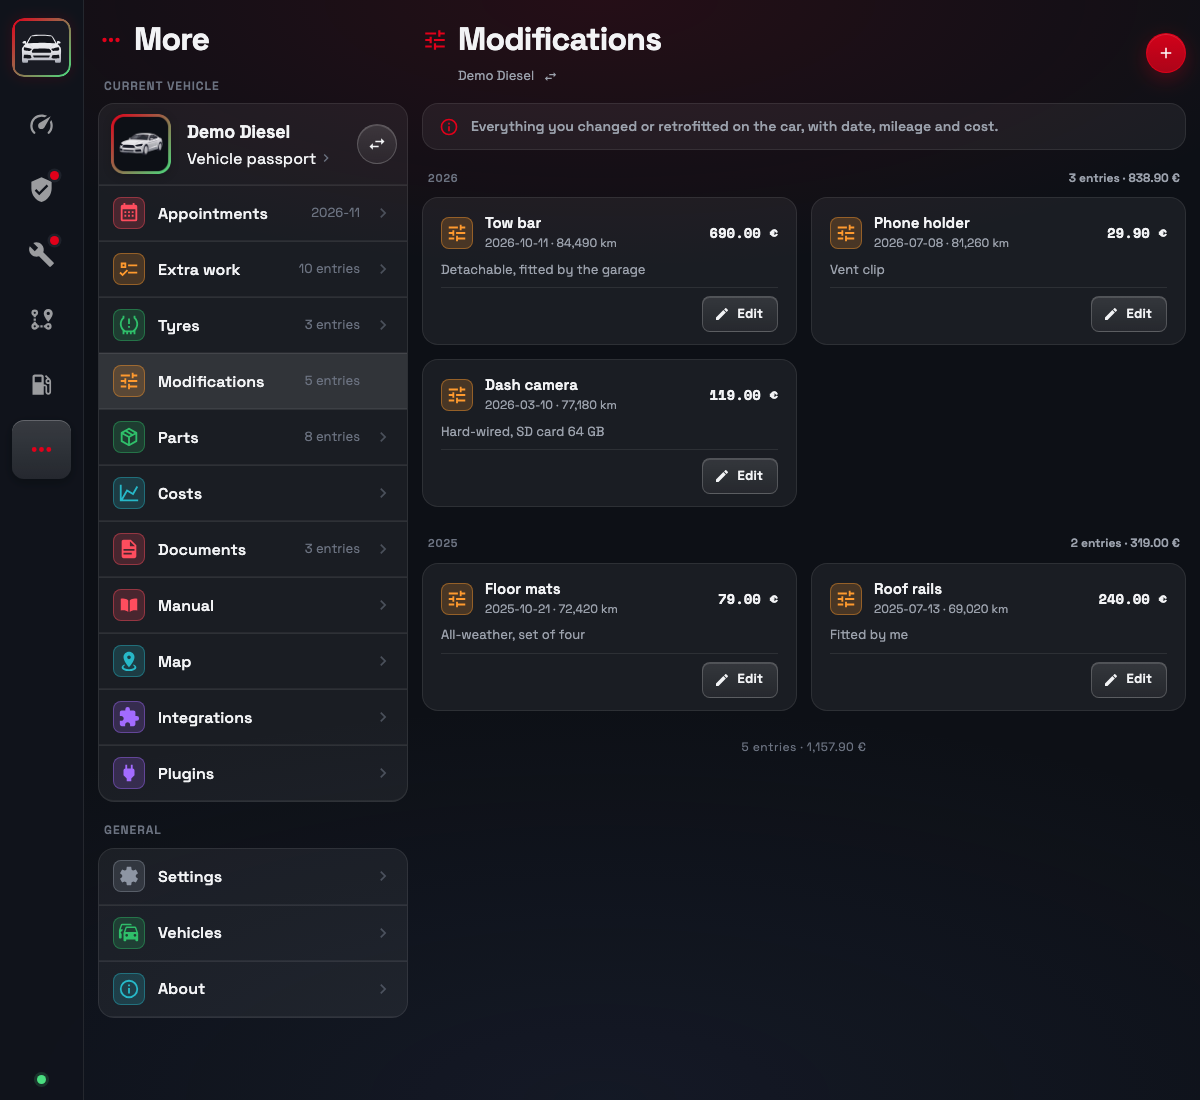 More
CURRENT VEHICLE
Demo Diesel
Vehicle passport
Appointments 2026-11
Extra work 10 entries
Tyres 3 entries
Modifications 5 entries
Parts 8 entries
Costs
Documents 3 entries
Manual
Map
Integrations
Plugins
GENERAL
Settings
Vehicles
About
Modifications
Demo Diesel
Everything you changed or retrofitted on the car, with date, mileage and cost.
2026 3 entries · 838.90 €
Tow bar
2026-10-11 · 84,490 km
690.00 €
Detachable, fitted by the garage
Edit
Phone holder
2026-07-08 · 81,260 km
29.90 €
Vent clip
Edit
Dash camera
2026-03-10 · 77,180 km
119.00 €
Hard-wired, SD card 64 GB
Edit
2025 2 entries · 319.00 €
Floor mats
2025-10-21 · 72,420 km
79.00 €
All-weather, set of four
Edit
Roof rails
2025-07-13 · 69,020 km
240.00 €
Fitted by me
Edit
5 entries · 1,157.90 €